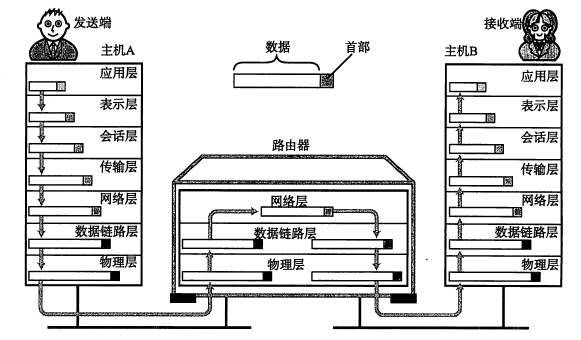 发送端
接收端
主机A
数据
首部
主机B
应用层
表示层
会话层
传输层
网络层
数据链路层
物理层
路由器
网络层
数据链路层
物理层
应用层
表示层
会话层
传输层
网络层
数据链路层
物理层